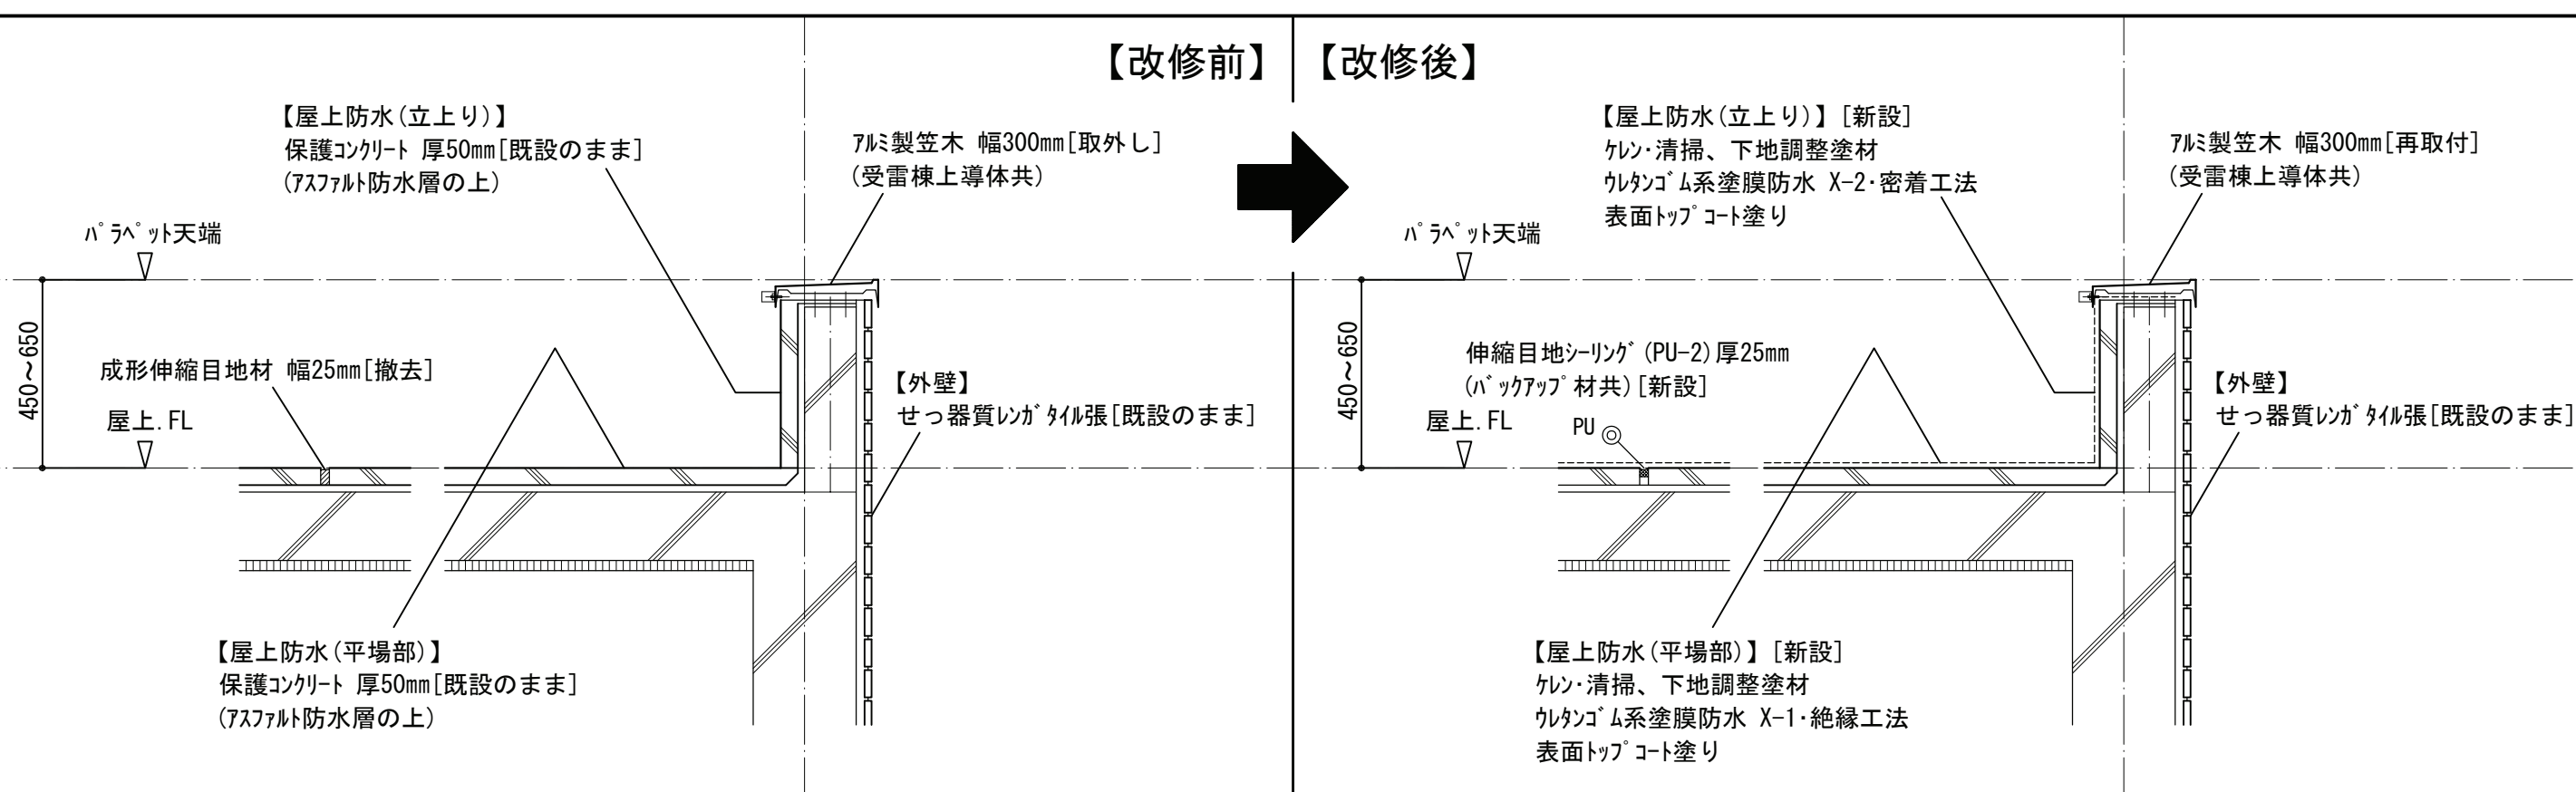 【改修前】
【屋上防水(立上り)】
保護ｺﾝｸﾘｰﾄ 厚50mm[既設のまま]
(ｱｽﾌｧﾙﾄ防水層の上)
ｱﾙﾐ製笠木 幅300mm[取外し]
(受雷棟上導体共)
ﾊﾟﾗﾍﾟｯﾄ天端
450～650
成形伸縮目地材 幅25mm[撤去]
屋上.FL
【外壁】
せっ器質ﾚﾝｶﾞﾀｲﾙ張[既設のまま]
【屋上防水(平場部)】
保護ｺﾝｸﾘｰﾄ 厚50mm[既設のまま]
(ｱｽﾌｧﾙﾄ防水層の上)
【改修後】
【屋上防水(立上り)】[新設]
ｹﾚﾝ･清掃、下地調整塗材
ｳﾚﾀﾝｺﾞﾑ系塗膜防水 X-2･密着工法
表面ﾄｯﾌﾟｺｰﾄ塗り
ｱﾙﾐ製笠木 幅300mm[再取付]
(受雷棟上導体共)
ﾊﾟﾗﾍﾟｯﾄ天端
450～650
伸縮目地ｼｰﾘﾝｸﾞ(PU-2)厚25mm
(ﾊﾞｯｸｱｯﾌﾟ材共)[新設]
屋上.FL
PU
【外壁】
せっ器質ﾚﾝｶﾞﾀｲﾙ張[既設のまま]
【屋上防水(平場部)】[新設]
ｹﾚﾝ･清掃、下地調整塗材
ｳﾚﾀﾝｺﾞﾑ系塗膜防水 X-1･絶縁工法
表面ﾄｯﾌﾟｺｰﾄ塗り